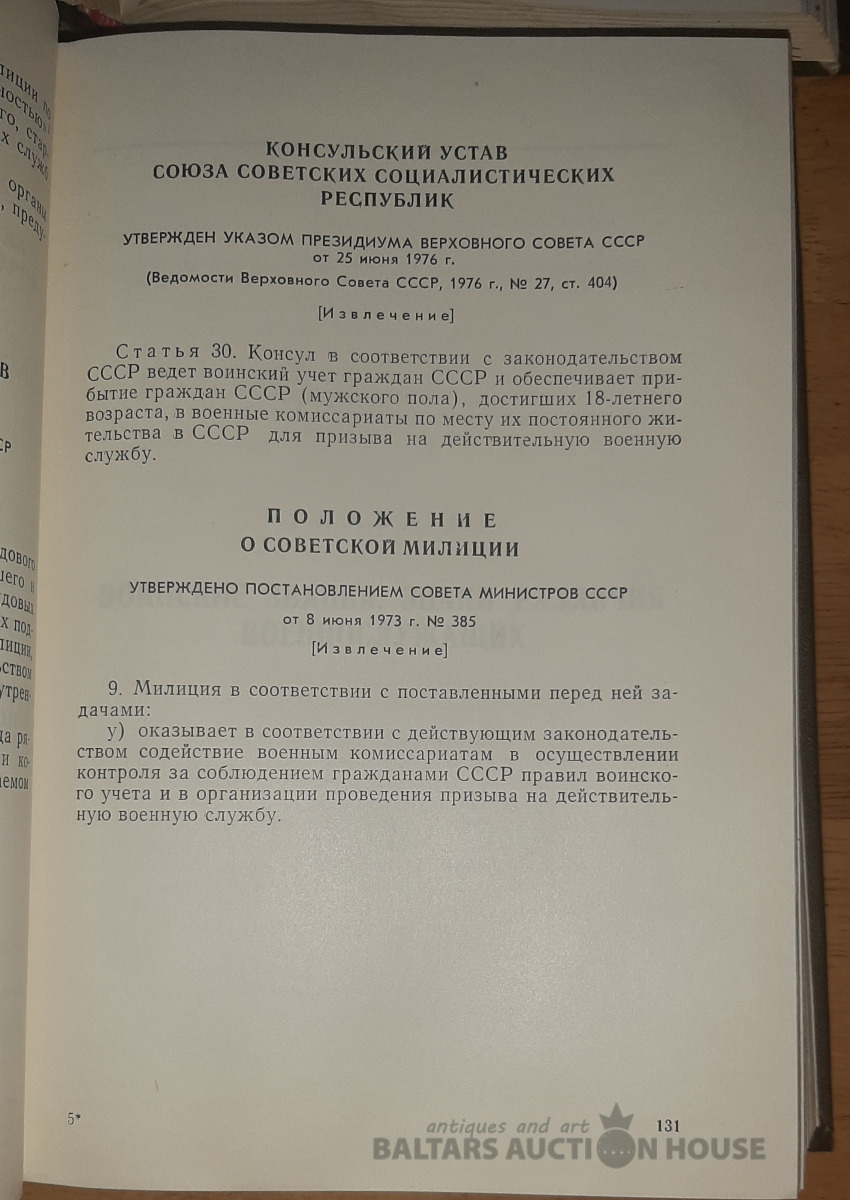 КОНСУЛЬСКИЙ УСТАВ
СОЮЗА СОВЕТСКИХ СОЦИАЛИСТИЧЕСКИХ
РЕСПУБЛИК
УТВЕРЖДЕН УКАЗОМ ПРЕЗИДИУМА ВЕРХОВНОГО СОВЕТА СССР
от 25 июня 1976 г.
(Ведомости Верховного Совета СССР, 1976 г., № 27, ст. 404)
[Извлечение]
Статья 30. Консул в соответствии с законодательством
СССР ведет воинский учет граждан СССР и обеспечивает при-
бытие граждан СССР (мужского пола), достигших 18-летнего
возраста, в военные комиссариаты по месту их постоянного жи-
тельства в СССР для призыва на действительную военную
службу.
ПОЛОЖЕНИЕ
О СОВЕТСКОЙ МИЛИЦИИ
УТВЕРЖДЕНО ПОСТАНОВЛЕНИЕМ СОВЕТА МИНИСТРОВ СССР
от 8 июня 1973 г. № 385
[Извлечение]
9. Милиция в соответствии с поставленными перед ней за-
дачами:
у) оказывает в соответствии с действующим законодатель-
ством содействие военным комиссариатам в осуществлении
контроля за соблюдением гражданами СССР правил воинско-
го учета и в организации проведения призыва на действитель-
ную военную службу.
5*
131
antiques and art
BALTARS AUCTION HOUSE